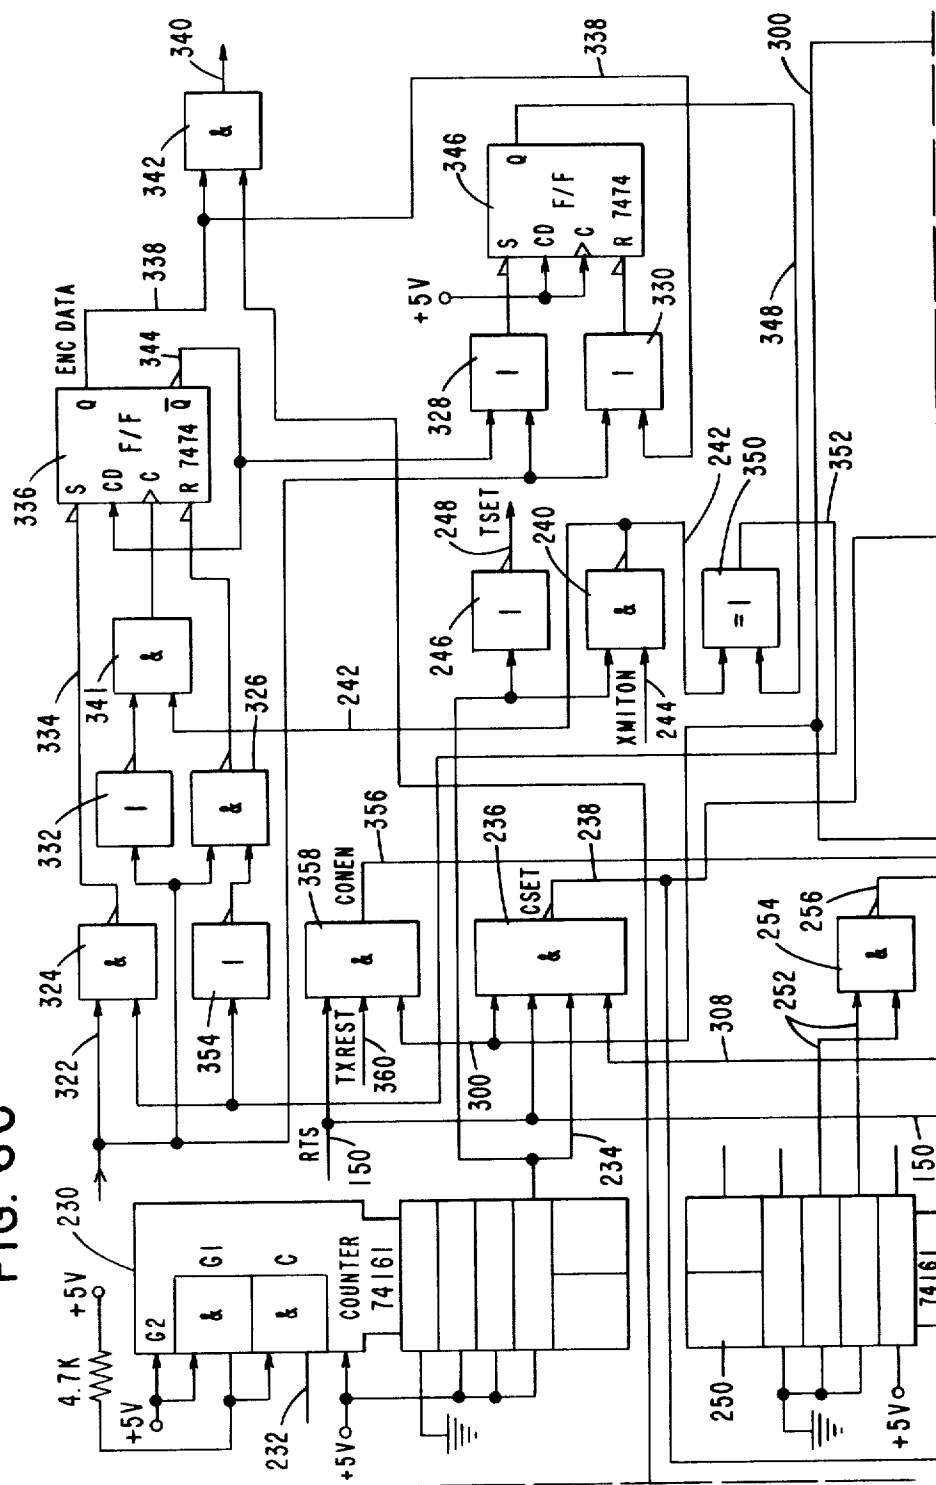 FIG.
+5V
4.7K
230
322
324
332
334
336
+5V
G2
&
G1
&
C
232
COUNTER
74161
+5V
&
354
|
|
&
326
341
&
S
CD
C
R
Q
F/F
7474
Q̅
ENC DATA
344
338
342
&
340
RTS
150
TXREST
360
358
&
CONEN
356
242
300
234
236
&
CSET
238
246
|
248
TSET
240
&
XMITON
244
328
|
330
|
+5V
346
S
CD
C
R
Q
F/F
7474
338
242
350
=1
352
348
300
250
+5V
74161
252
254
&
256
308
150